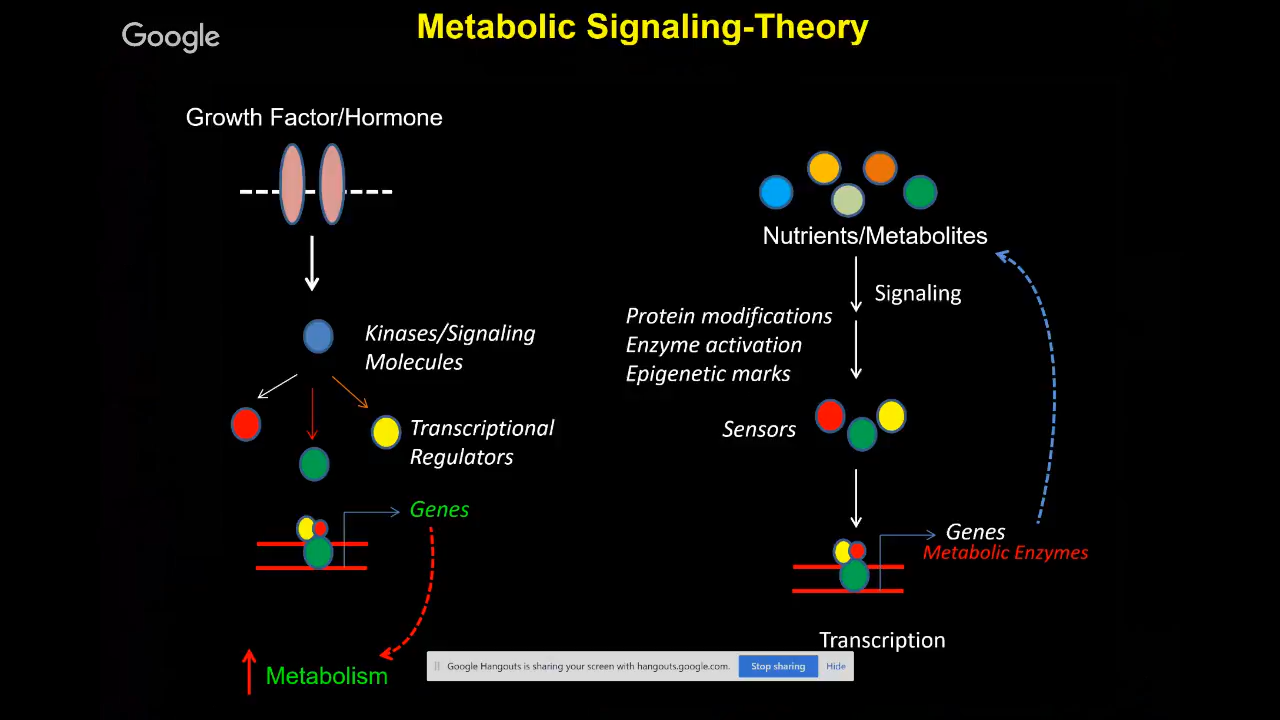 Google
Metabolic Signaling-Theory
Growth Factor/Hormone
Kinases/Signaling
Molecules
Transcriptional
Regulators
Genes
Metabolism
Nutrients/Metabolites
Signaling
Protein modifications
Enzyme activation
Epigenetic marks
Sensors
Genes
Metabolic Enzymes
Transcription
Google Hangouts is sharing your screen with hangouts.google.com.
Stop sharing
Hide